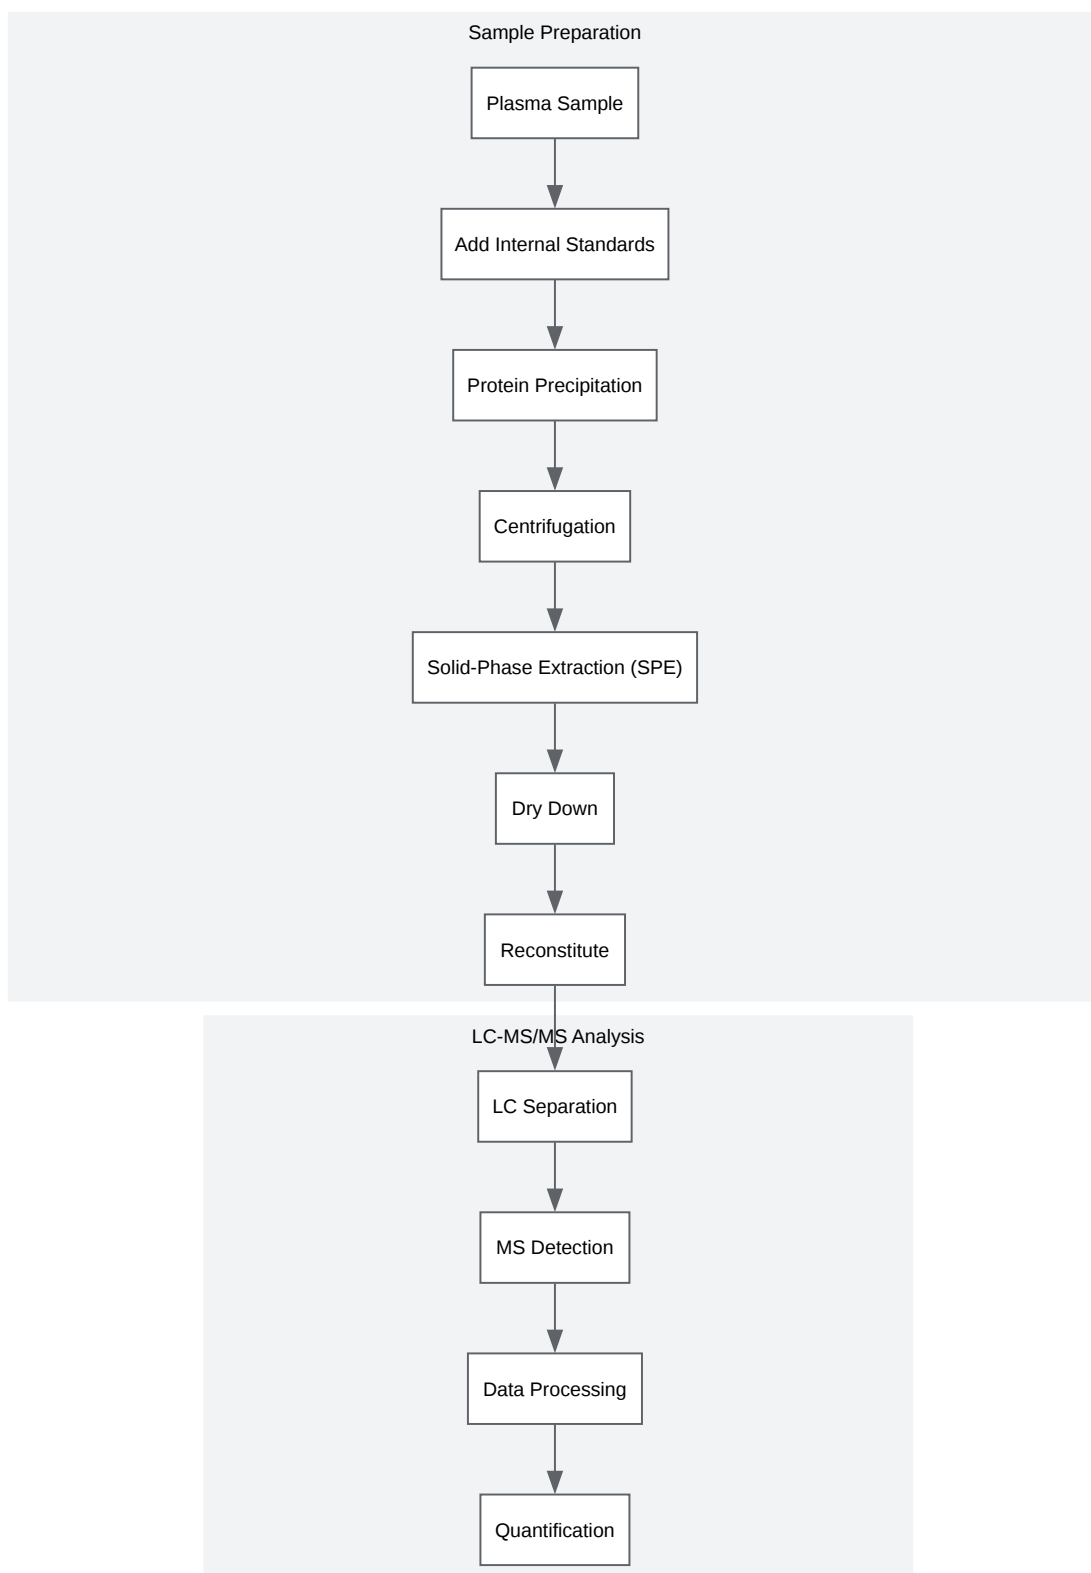 Sample Preparation
Plasma Sample
Add Internal Standards
Protein Precipitation
Centrifugation
Solid-Phase Extraction (SPE)
Dry Down
Reconstitute
LC-MS/MS Analysis
LC Separation
MS Detection
Data Processing
Quantification